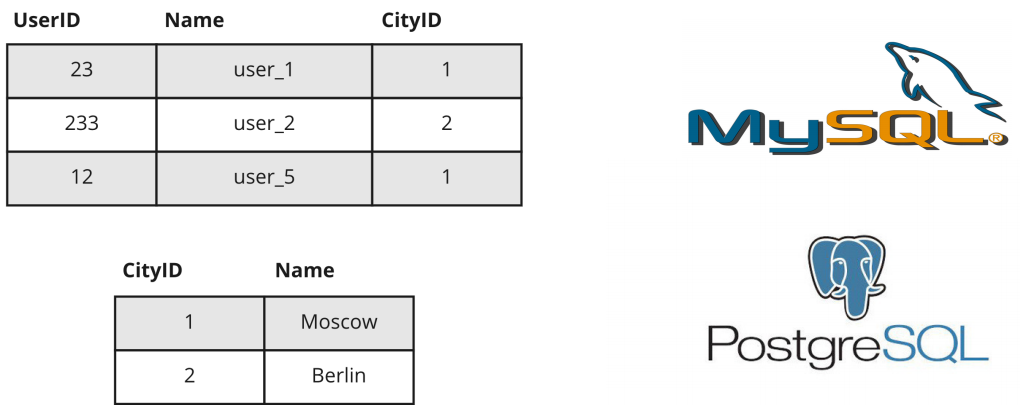 UserID Name CityID
23 user_1 1
233 user_2 2
12 user_5 1
MySQL®
CityID Name
1 Moscow
2 Berlin
PostgreSQL